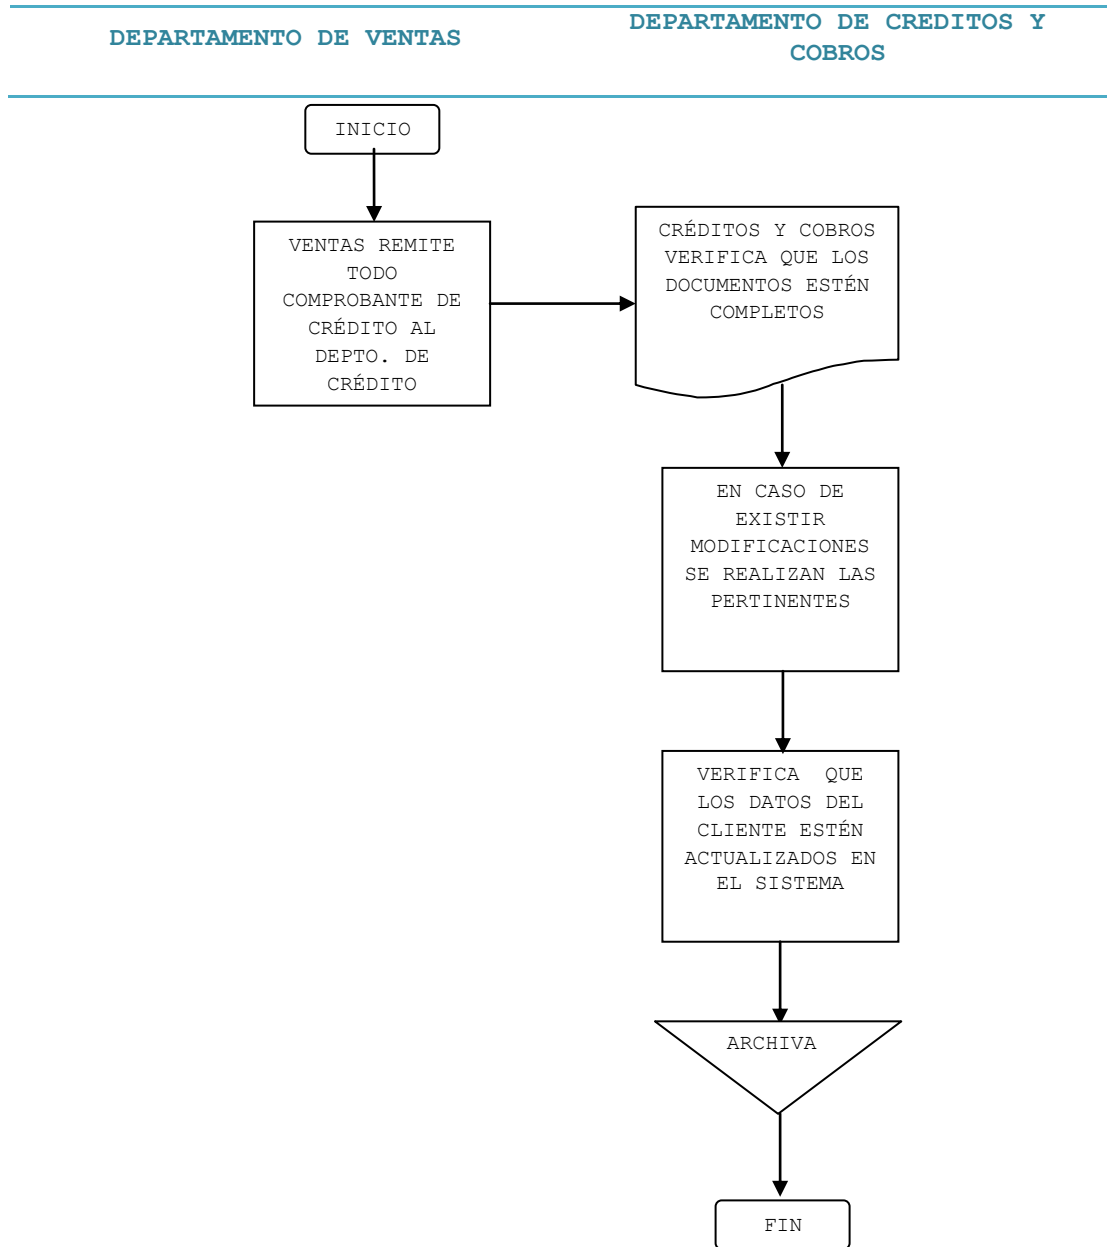 DEPARTAMENTO DE VENTAS
DEPARTAMENTO DE CREDITOS Y
COBROS
INICIO
VENTAS REMITE
TODO
COMPROBANTE DE
CRÉDITO AL
DEPTO. DE
CRÉDITO
CRÉDITOS Y COBROS
VERIFICA QUE LOS
DOCUMENTOS ESTÉN
COMPLETOS
EN CASO DE
EXISTIR
MODIFICACIONES
SE REALIZAN LAS
PERTINENTES
VERIFICA QUE
LOS DATOS DEL
CLIENTE ESTÉN
ACTUALIZADOS EN
EL SISTEMA
ARCHIVA
FIN